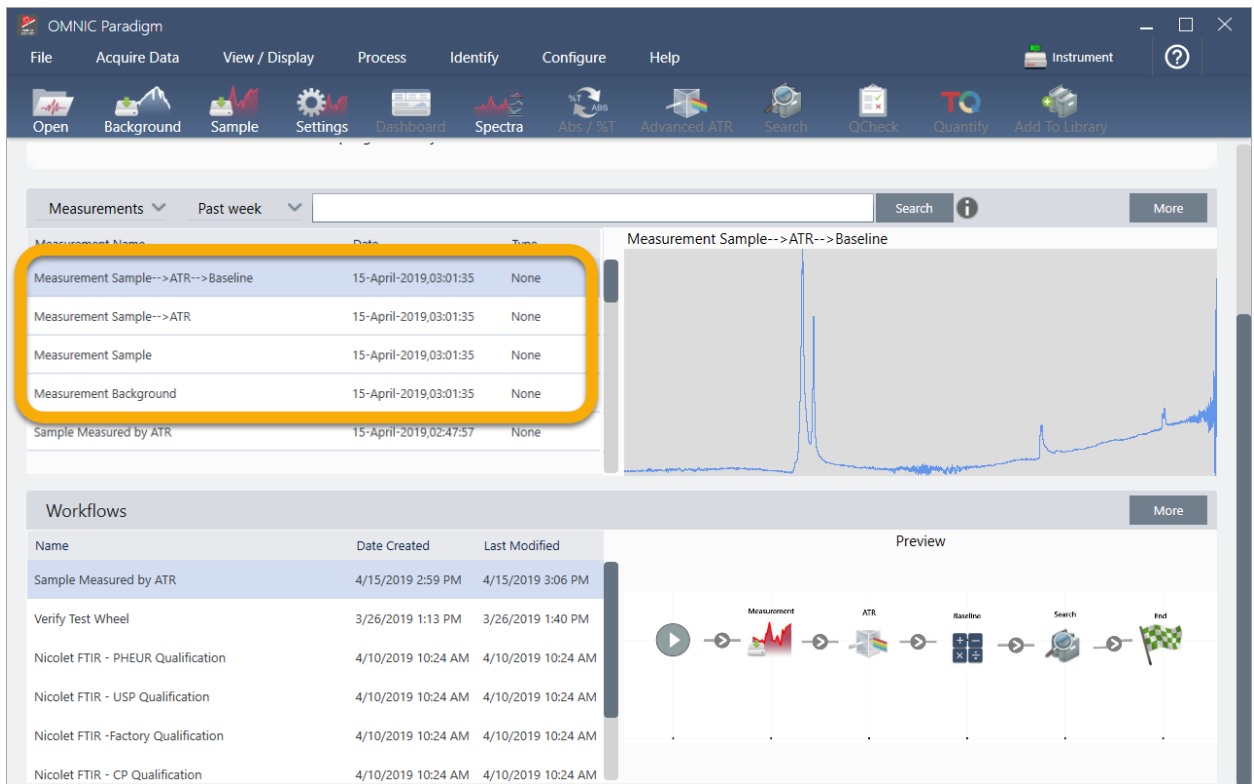 OMNIC Paradigm
File Acquire Data View / Display Process Identify Configure Help Instrument
%T ABS TQ
Open Background Sample Settings Dashboard Spectra Abs / %T Advanced ATR Search QCheck Quantify Add To Library
Measurements Past week Search More
Measurement Name Date Type Measurement Sample-->ATR-->Baseline
Measurement Sample-->ATR-->Baseline 15-April-2019,03:01:35 None
Measurement Sample-->ATR 15-April-2019,03:01:35 None
Measurement Sample 15-April-2019,03:01:35 None
Measurement Background 15-April-2019,03:01:35 None
Sample Measured by ATR 15-April-2019,02:47:57 None
Workflows More
Name Date Created Last Modified Preview
Sample Measured by ATR 4/15/2019 2:59 PM 4/15/2019 3:06 PM
Measurement ATR Baseline Search End
Verify Test Wheel 3/26/2019 1:13 PM 3/26/2019 1:40 PM
Nicolet FTIR - PHEUR Qualification 4/10/2019 10:24 AM 4/10/2019 10:24 AM
Nicolet FTIR - USP Qualification 4/10/2019 10:24 AM 4/10/2019 10:24 AM
Nicolet FTIR -Factory Qualification 4/10/2019 10:24 AM 4/10/2019 10:24 AM
Nicolet FTIR - CP Qualification 4/10/2019 10:24 AM 4/10/2019 10:24 AM